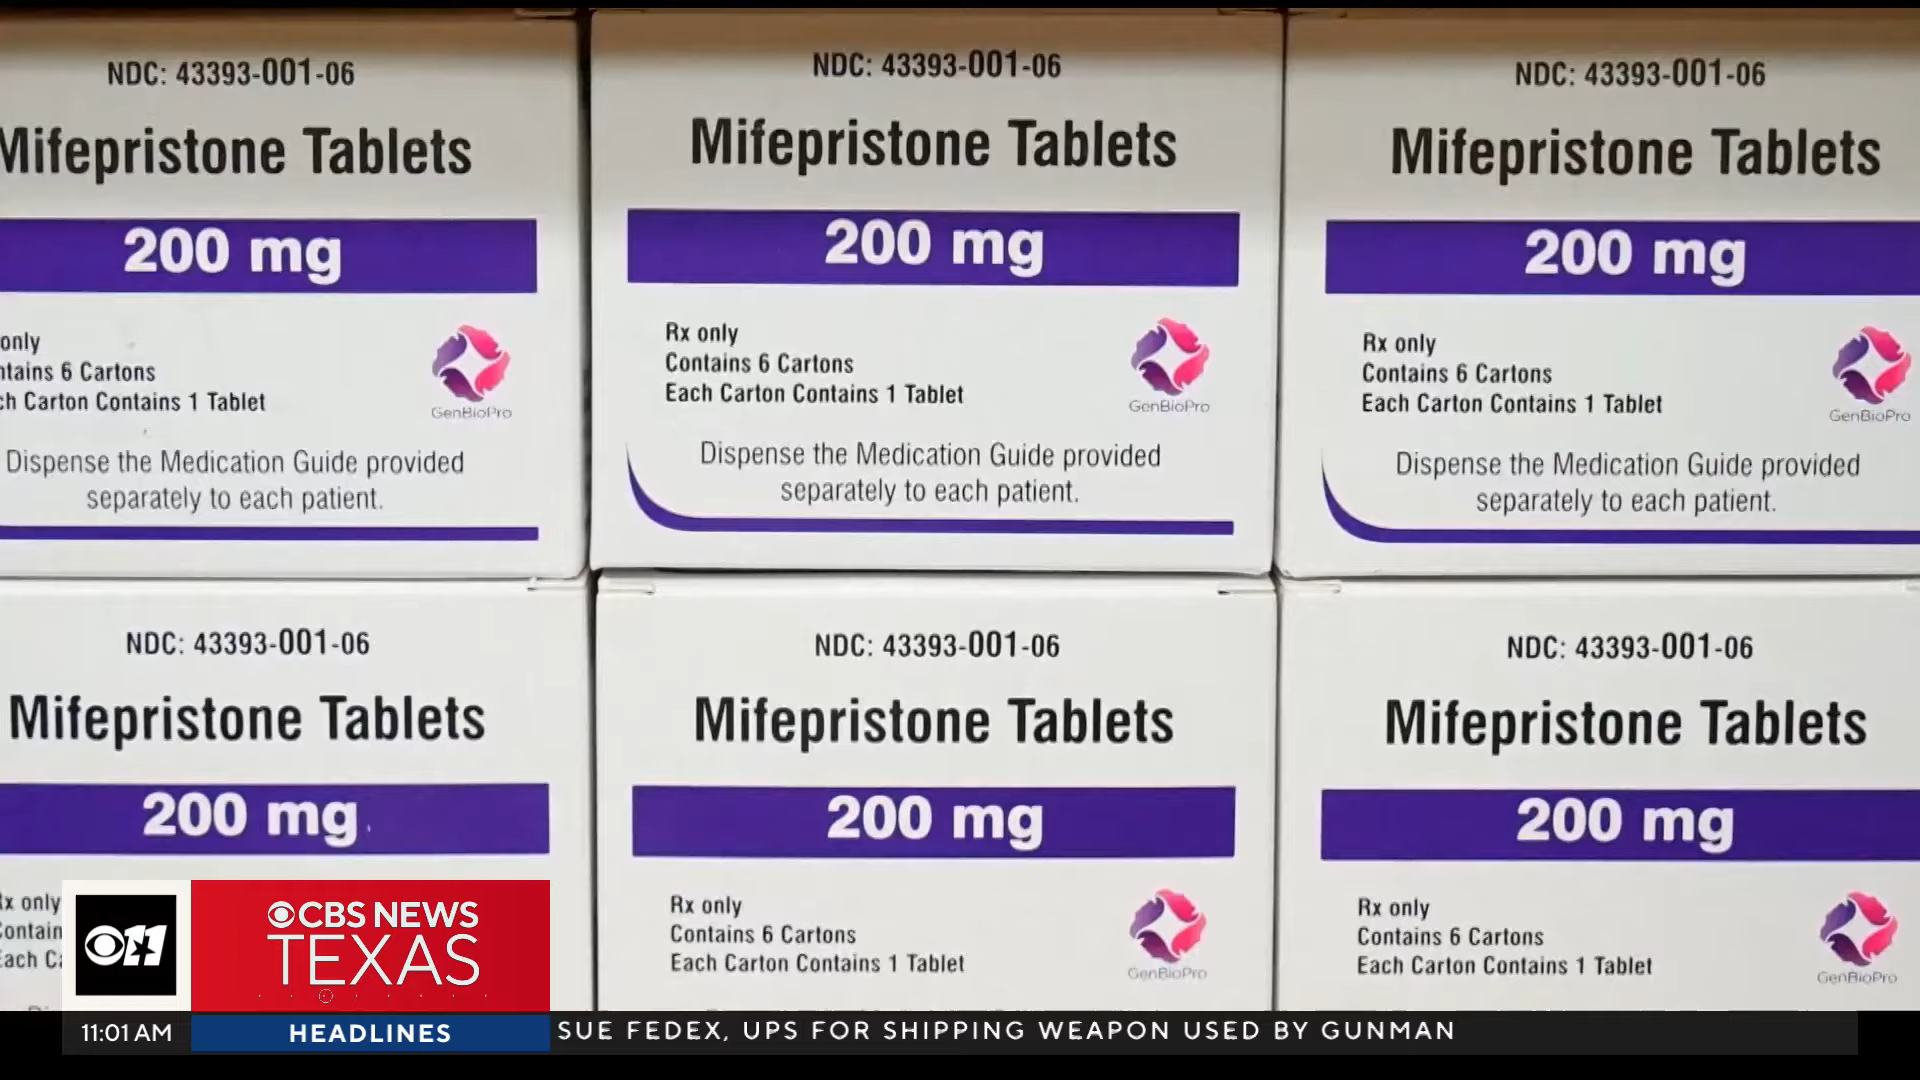 NDC: 43393-001-06
Mifepristone Tablets
200 mg
only
ntains 6 Cartons
ch Carton Contains 1 Tablet
GenBioPro
Dispense the Medication Guide provided
separately to each patient.
NDC: 43393-001-06
Mifepristone Tablets
200 mg
Rx only
Contains 6 Cartons
Each Carton Contains 1 Tablet
GenBioPro
Dispense the Medication Guide provided
separately to each patient.
NDC: 43393-001-06
Mifepristone Tablets
200 mg
Rx only
Contains 6 Cartons
Each Carton Contains 1 Tablet
GenBioPro
Dispense the Medication Guide provided
separately to each patient.
NDC: 43393-001-06
Mifepristone Tablets
200 mg
Rx only
Contain
Each Ca
NDC: 43393-001-06
Mifepristone Tablets
200 mg
Rx only
Contains 6 Cartons
Each Carton Contains 1 Tablet
GenBioPro
NDC: 43393-001-06
Mifepristone Tablets
200 mg
Rx only
Contains 6 Cartons
Each Carton Contains 1 Tablet
GenBioPro
11
CBS NEWS
TEXAS
11:01 AM
HEADLINES
SUE FEDEX, UPS FOR SHIPPING WEAPON USED BY GUNMAN